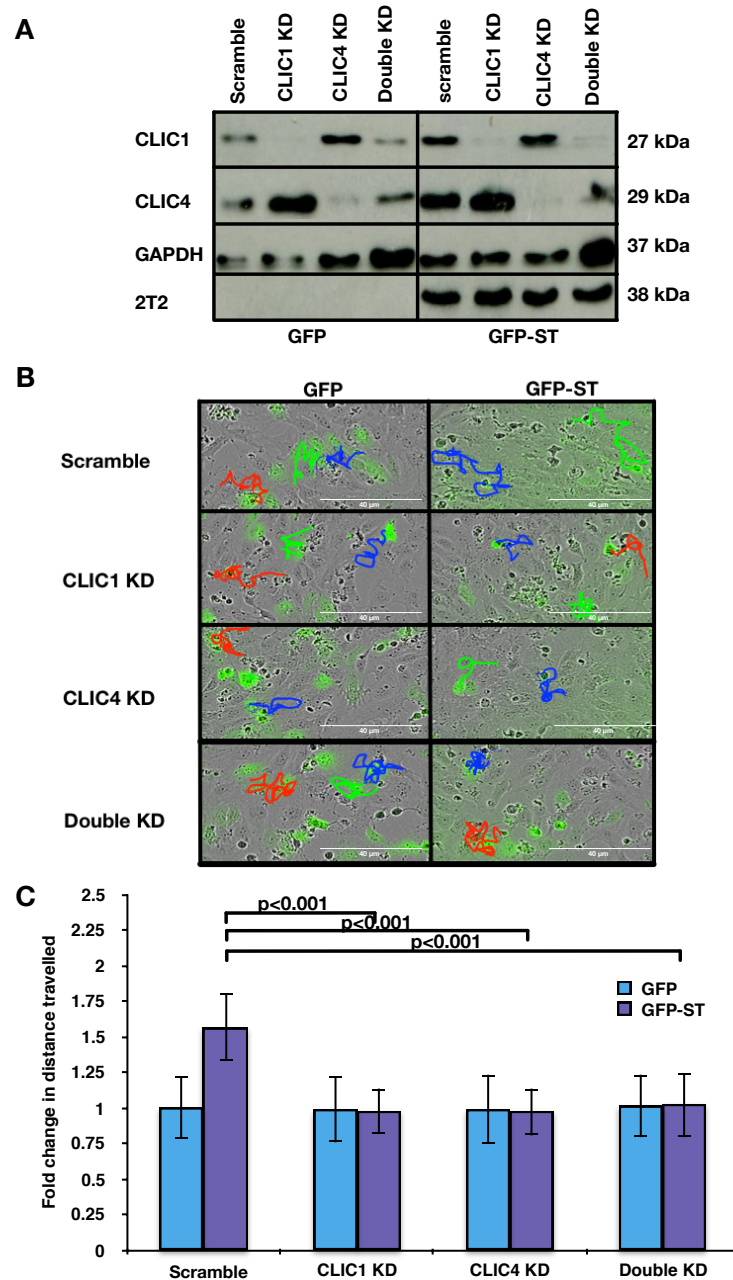 A
Scramble CLIC1 KD CLIC4 KD Double KD scramble CLIC1 KD CLIC4 KD Double KD
CLIC1 27 kDa
CLIC4 29 kDa
GAPDH 37 kDa
2T2 38 kDa
GFP GFP-ST
B
GFP GFP-ST
Scramble
40 µm 40 µm
CLIC1 KD
40 µm 40 µm
CLIC4 KD
40 µm 40 µm
Double KD
40 µm 40 µm
C
Fold change in distance travelled
2.5
2.25
2
1.75
1.5
1.25
1
0.75
0.5
0.25
0
p<0.001
p<0.001
p<0.001
GFP
GFP-ST
Scramble CLIC1 KD CLIC4 KD Double KD